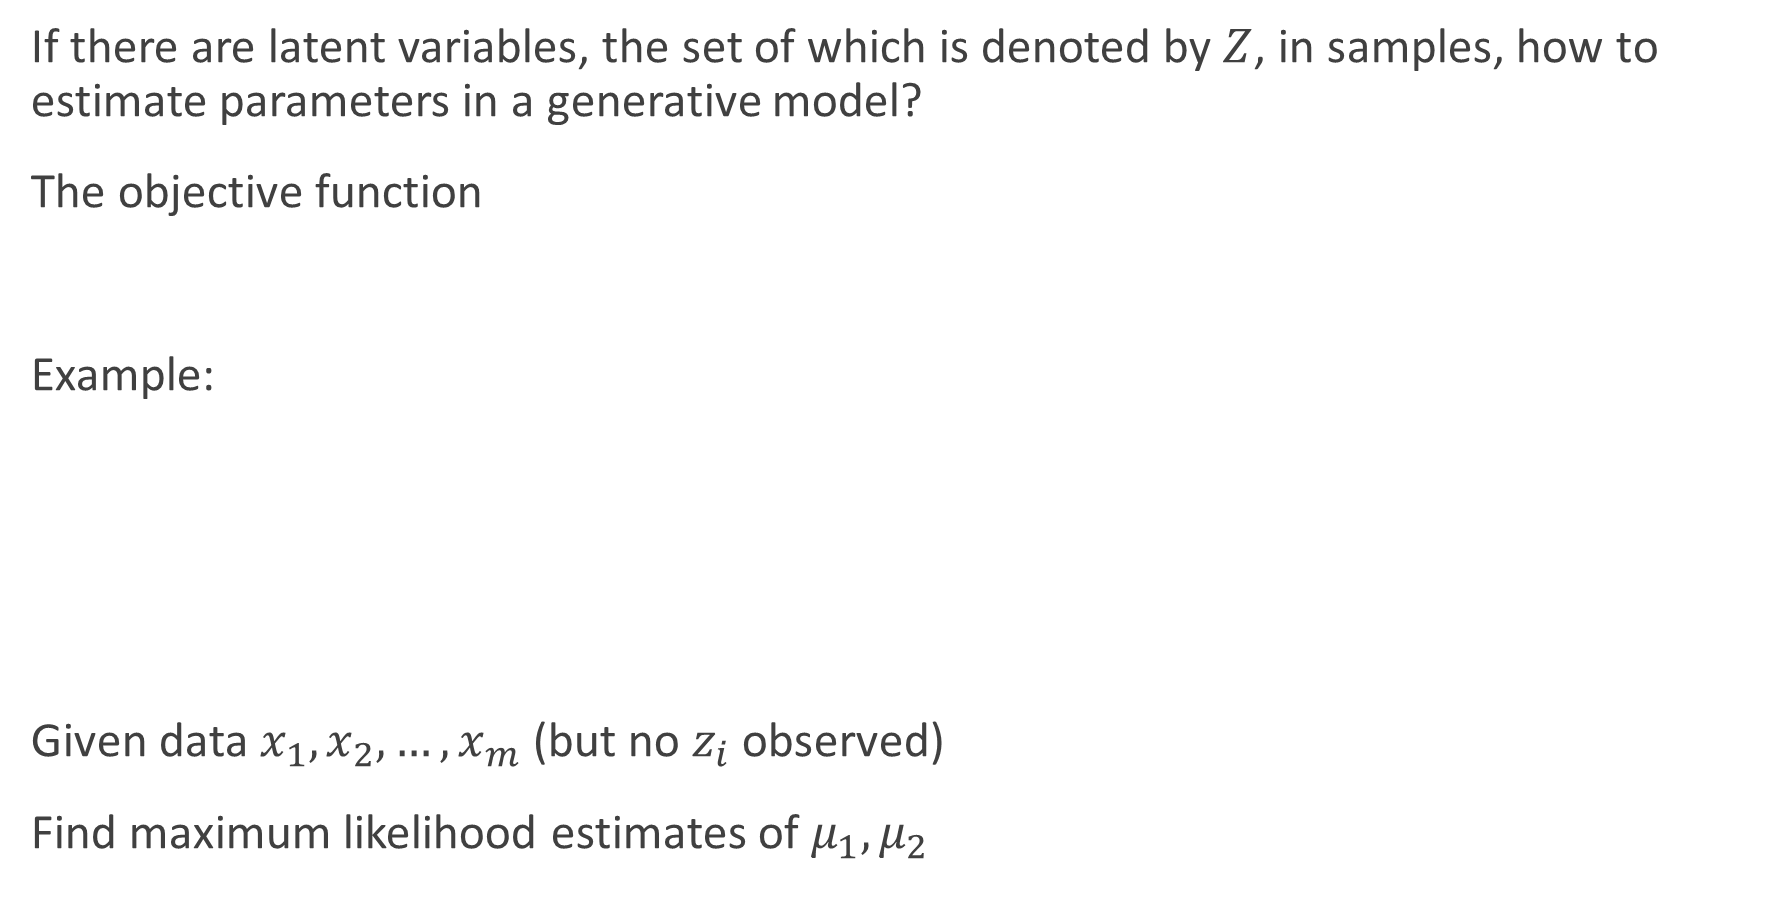 If there are latent variables, the set of which is denoted by Z, in samples, how to
estimate parameters in a generative model?
The objective function
Example:
Given data x₁, x₂, … , xₘ (but no zᵢ observed)
Find maximum likelihood estimates of μ₁, μ₂